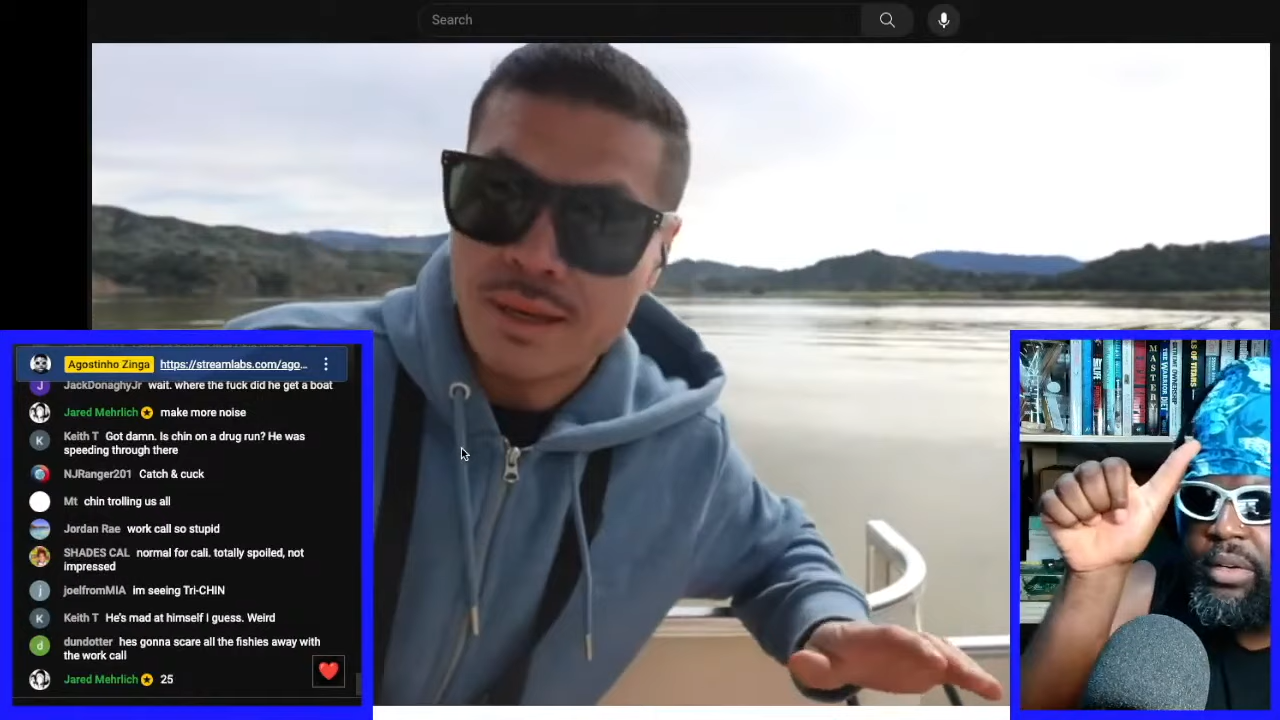 Search
Agostinho Zinga https://streamlabs.com/ago...
JackDonaghyJr wait. where the fuck did he get a boat
Jared Mehrlich make more noise
Keith T Got damn. Is chin on a drug run? He was
speeding through there
NJRanger201 Catch & cuck
Mt chin trolling us all
Jordan Rae work call so stupid
SHADES CAL normal for cali. totally spoiled, not
impressed
joelfromMIA im seeing Tri-CHIN
Keith T He's mad at himself I guess. Weird
dundotter hes gonna scare all the fishies away with
the work call
Jared Mehrlich 25
J
K
j
K
d
MASTERY
THE WARRIOR DIET